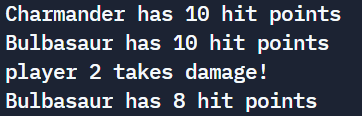 Charmander has 10 hit points
Bulbasaur has 10 hit points
player 2 takes damage!
Bulbasaur has 8 hit points